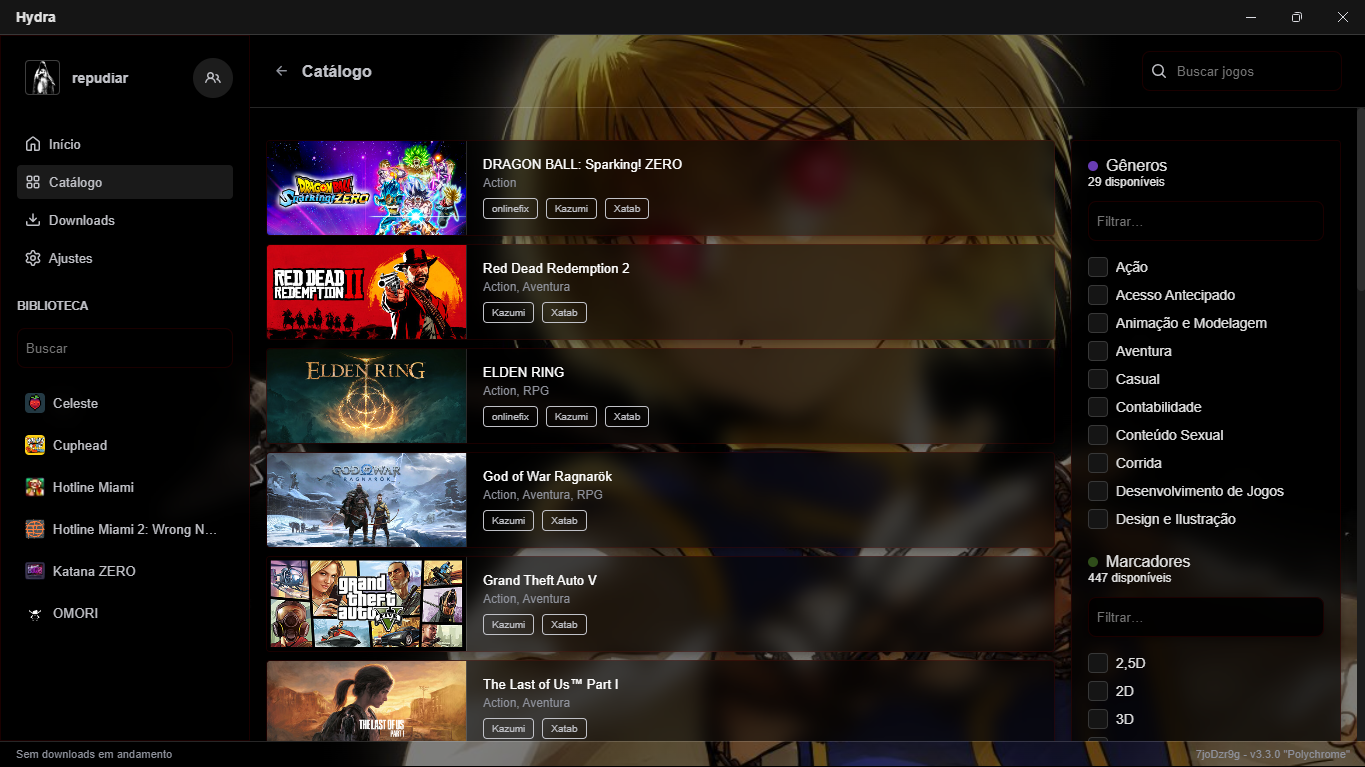 Hydra
repudiar
Início
Catálogo
Downloads
Ajustes
BIBLIOTECA
Buscar
Celeste
Cuphead
Hotline Miami
Hotline Miami 2: Wrong N...
Katana ZERO
OMORI
Catálogo
Buscar jogos
DRAGON BALL Sparking! ZERO
DRAGON BALL: Sparking! ZERO
Action
onlinefix Kazumi Xatab
RED DEAD
REDEMPTION II
Red Dead Redemption 2
Action, Aventura
Kazumi Xatab
ELDEN RING
ELDEN RING
Action, RPG
onlinefix Kazumi Xatab
GOD OF WAR
RAGNARÖK
God of War Ragnarök
Action, Aventura, RPG
Kazumi Xatab
grand
theft
auto V
Grand Theft Auto V
Action, Aventura
Kazumi Xatab
THE LAST OF US
PART I
The Last of Us™ Part I
Action, Aventura
Kazumi Xatab
Gêneros
29 disponíveis
Filtrar...
Ação
Acesso Antecipado
Animação e Modelagem
Aventura
Casual
Contabilidade
Conteúdo Sexual
Corrida
Desenvolvimento de Jogos
Design e Ilustração
Marcadores
447 disponíveis
Filtrar...
2,5D
2D
3D
Sem downloads em andamento
7joDzr9g - v3.3.0 "Polychrome"